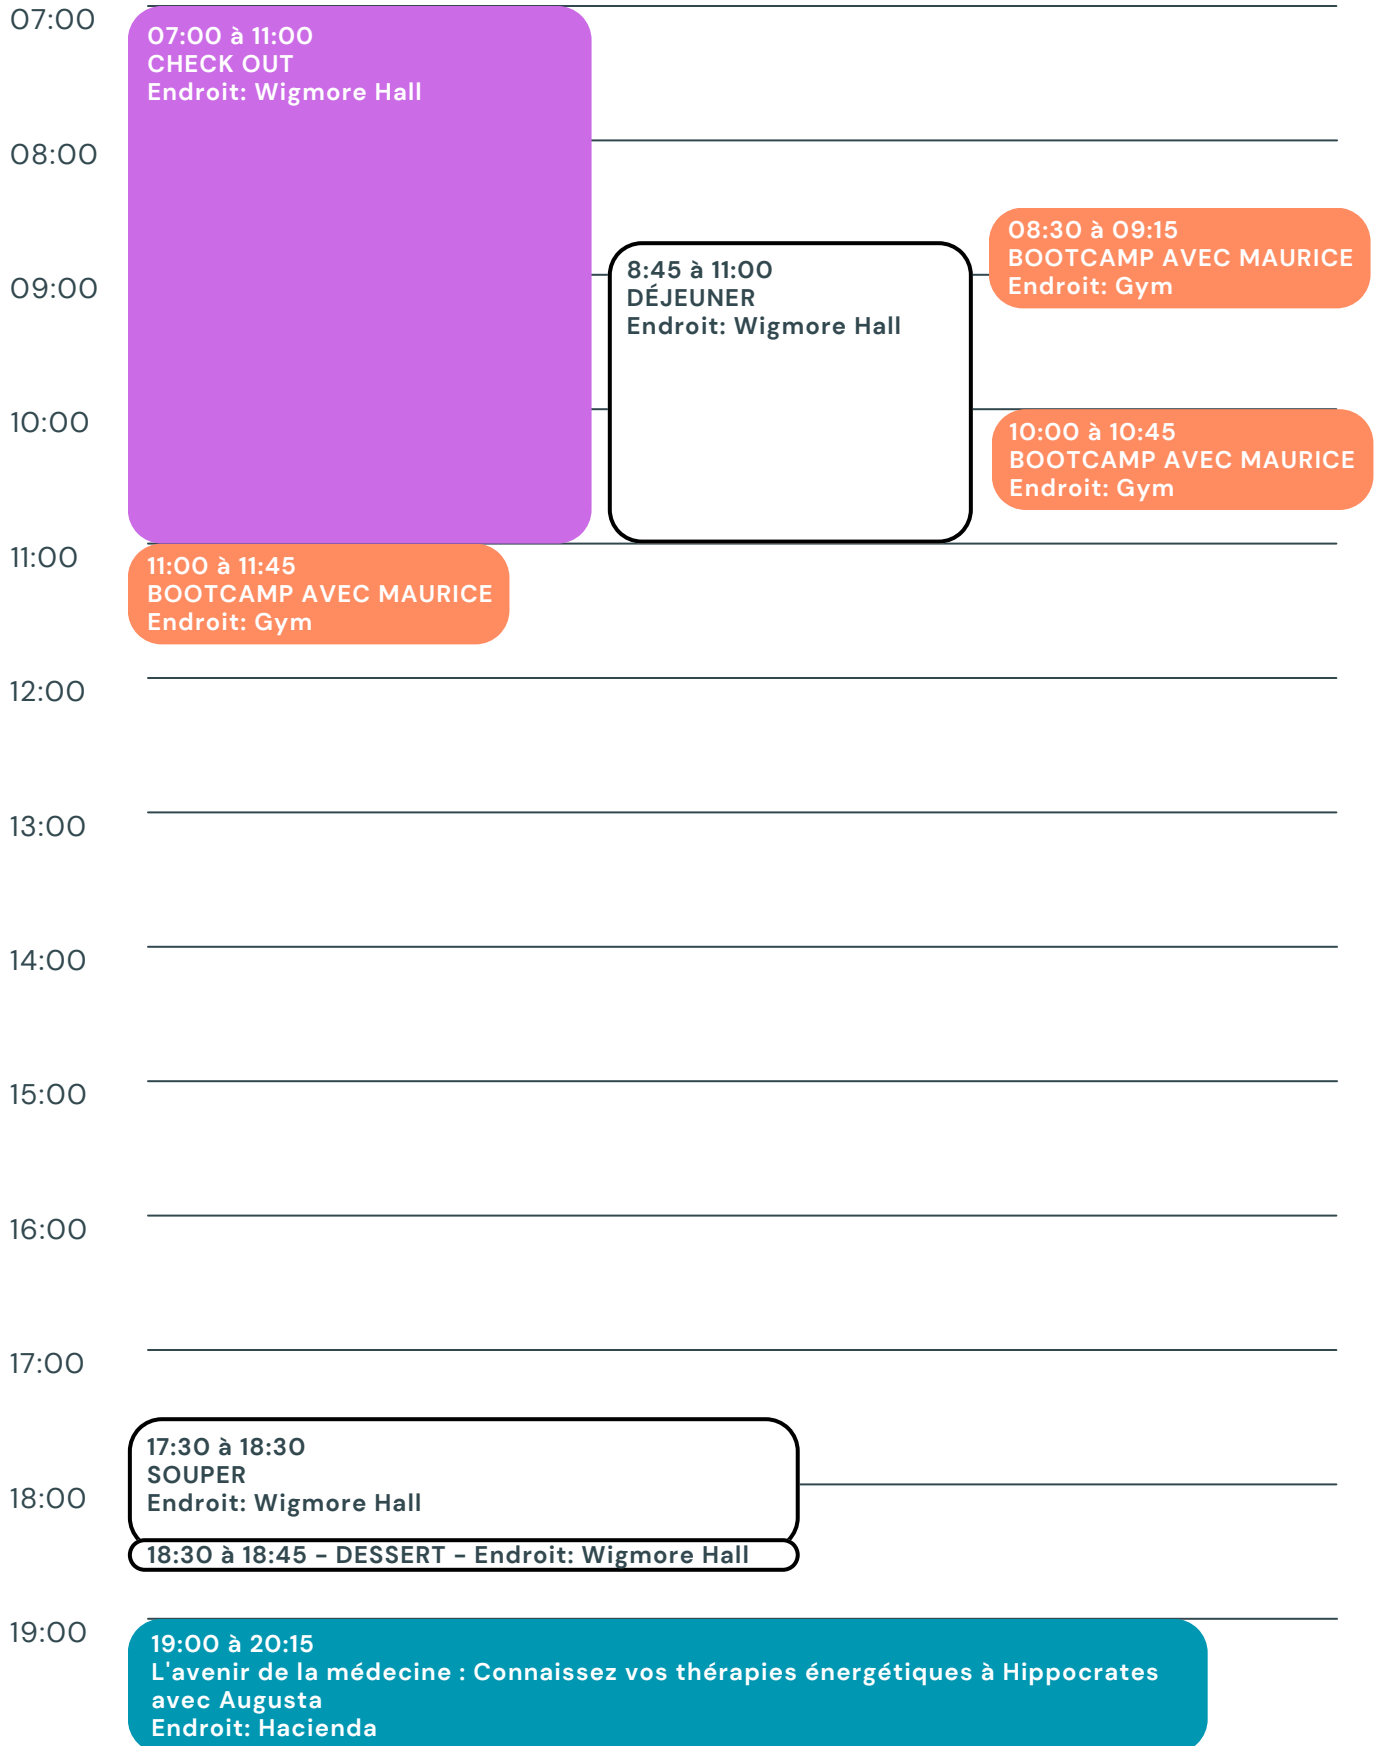 07:00
07:00 à 11:00
CHECK OUT
Endroit: Wigmore Hall
08:00
08:30 à 09:15
BOOTCAMP AVEC MAURICE
Endroit: Gym
8:45 à 11:00
DÉJEUNER
Endroit: Wigmore Hall
09:00
10:00
10:00 à 10:45
BOOTCAMP AVEC MAURICE
Endroit: Gym
11:00
11:00 à 11:45
BOOTCAMP AVEC MAURICE
Endroit: Gym
12:00
13:00
14:00
15:00
16:00
17:00
17:30 à 18:30
SOUPER
Endroit: Wigmore Hall
18:00
18:30 à 18:45 - DESSERT - Endroit: Wigmore Hall
19:00
19:00 à 20:15
L'avenir de la médecine : Connaissez vos thérapies énergétiques à Hippocrates
avec Augusta
Endroit: Hacienda